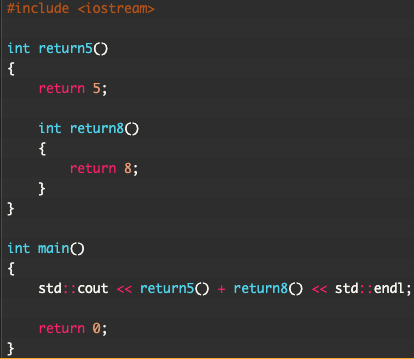 #include <iostream>

int return5()
{
    return 5;

    int return8()
    {
        return 8;
    }
}

int main()
{
    std::cout << return5() + return8() << std::endl;

    return 0;
}